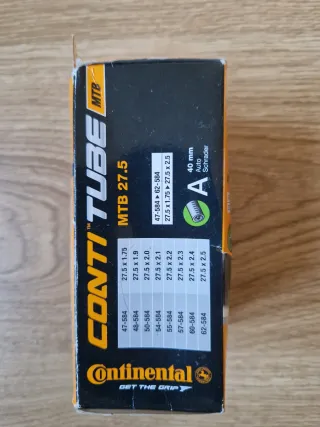 CONTI™ TUBE MTB
MTB 27.5
47-584 ▸ 62-584
27.5 x 1.75 ▸ 27.5 x 2.5
A
40 mm
Auto
Schrader
47-584 27.5 x 1.75
48-584 27.5 x 1.9
50-584 27.5 x 2.0
54-584 27.5 x 2.1
55-584 27.5 x 2.2
57-584 27.5 x 2.3
60-584 27.5 x 2.4
62-584 27.5 x 2.5
Continental
GET THE GRIP